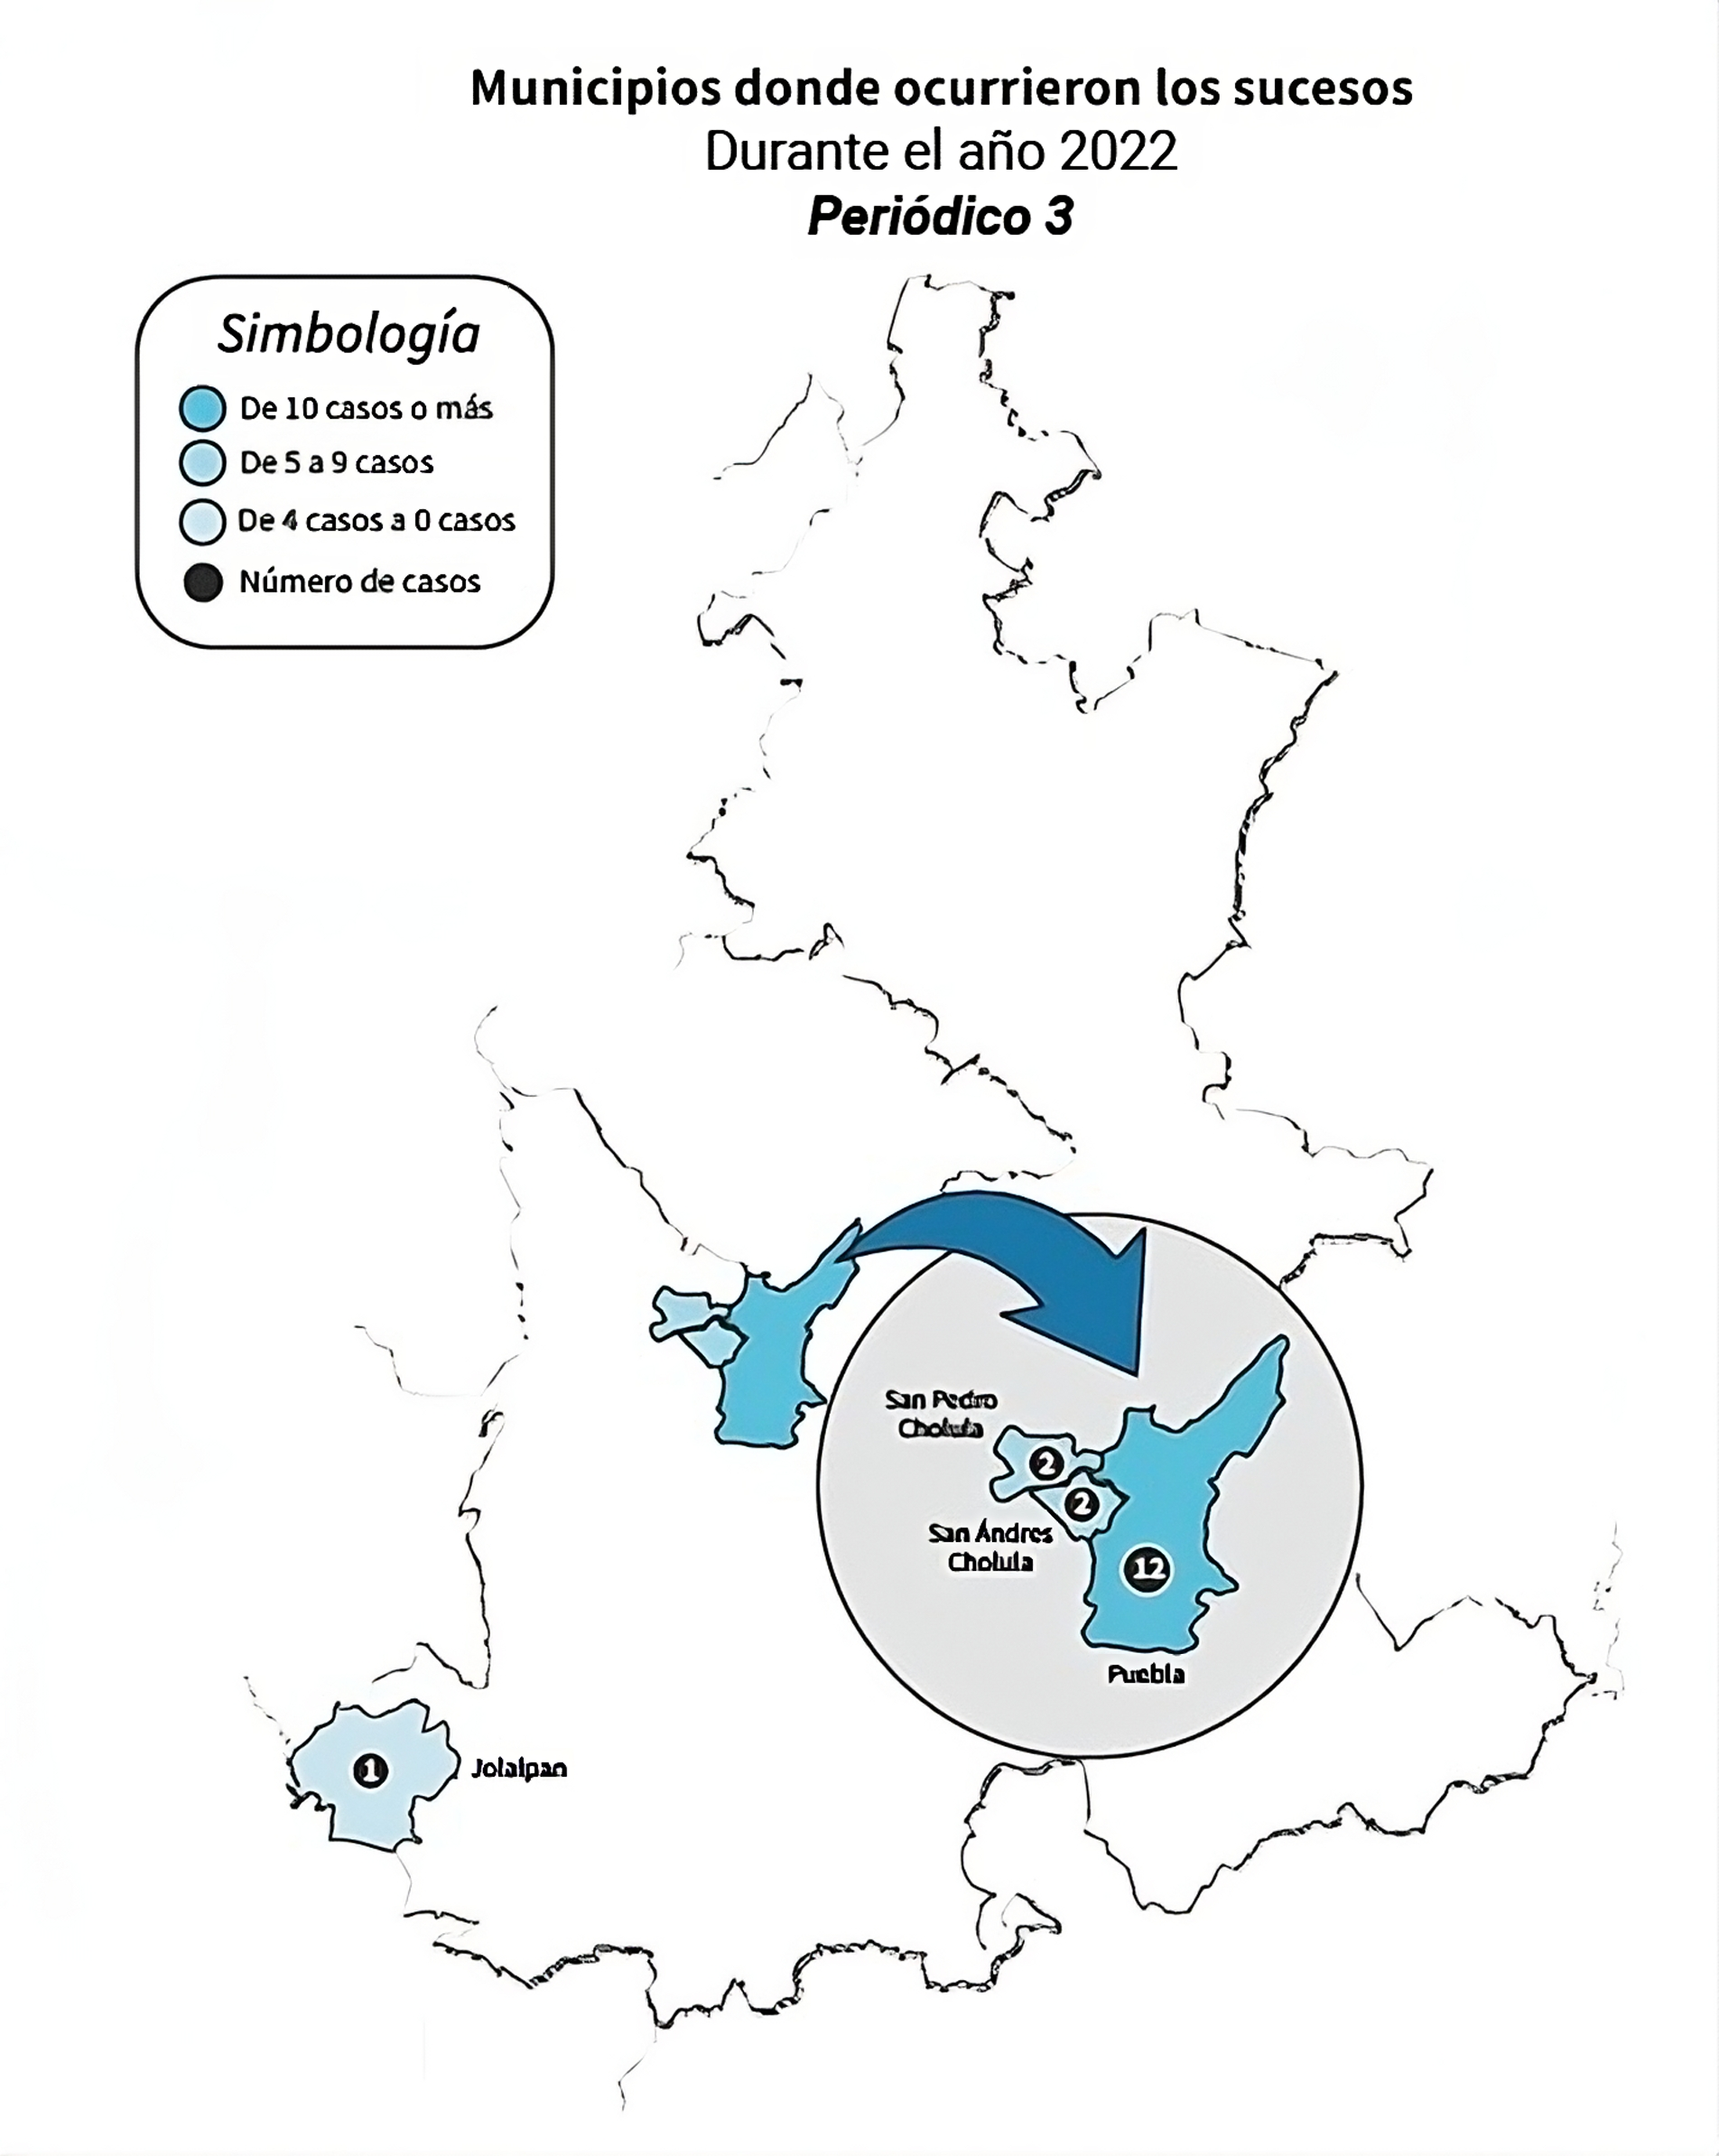 Municipios donde ocurrieron los sucesos
Durante el año 2022
Periódico 3
Simbología
De 10 casos o más
De 5 a 9 casos
De 4 casos a 0 casos
Número de casos
San Pedro
Cholula
2
2
San Ándres
Cholula
12
Puebla
1
Jolalpan